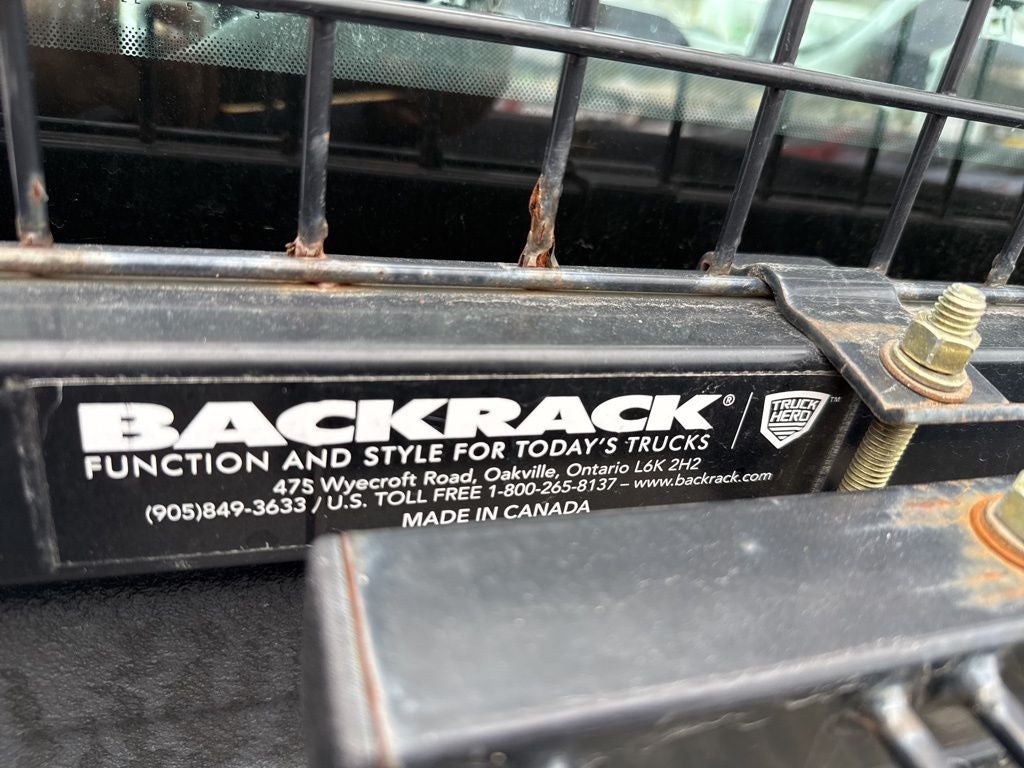 BACKRACK® TRUCK HERO™
FUNCTION AND STYLE FOR TODAY'S TRUCKS
475 Wyecroft Road, Oakville, Ontario L6K 2H2
(905)849-3633 / U.S. TOLL FREE 1-800-265-8137 – www.backrack.com
MADE IN CANADA